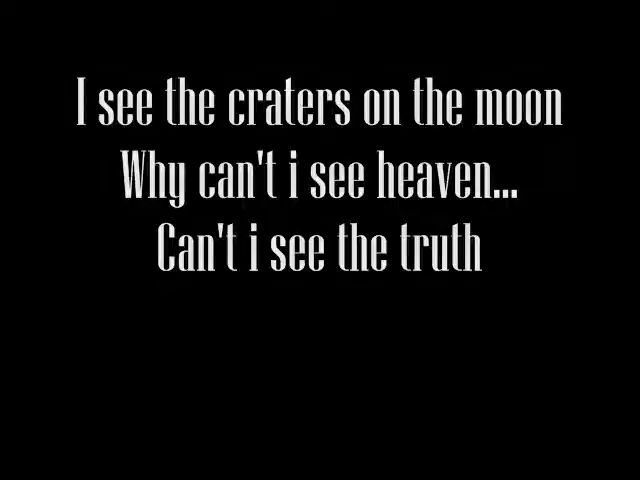 I see the craters on the moon
Why can't i see heaven...
Can't i see the truth